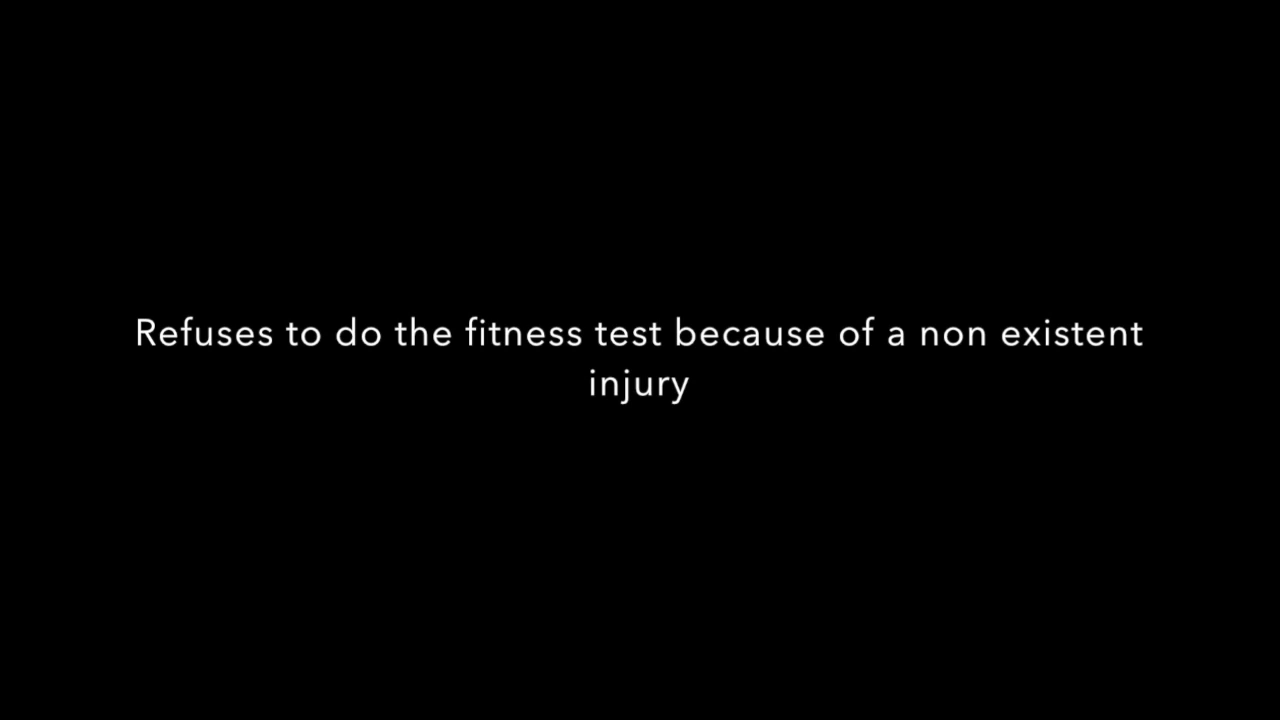 Refuses to do the fitness test because of a non existent
injury